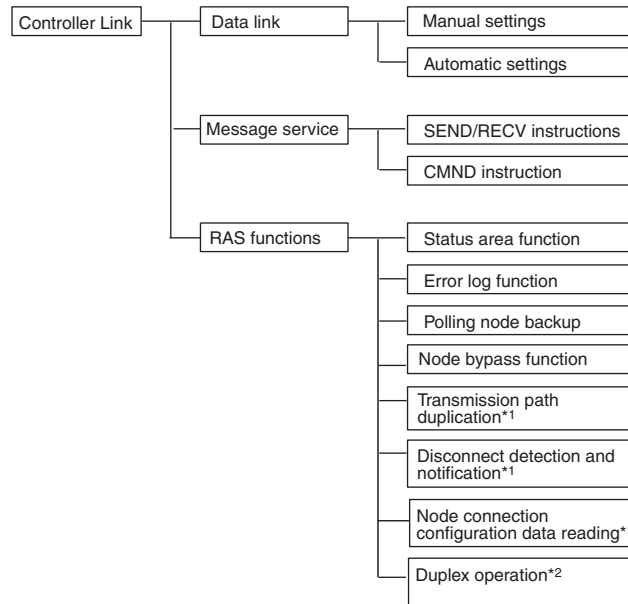 Controller Link
Data link
Manual settings
Automatic settings
Message service
SEND/RECV instructions
CMND instruction
RAS functions
Status area function
Error log function
Polling node backup
Node bypass function
Transmission path
duplication*1
Disconnect detection and
notification*1
Node connection
configuration data reading*
Duplex operation*2